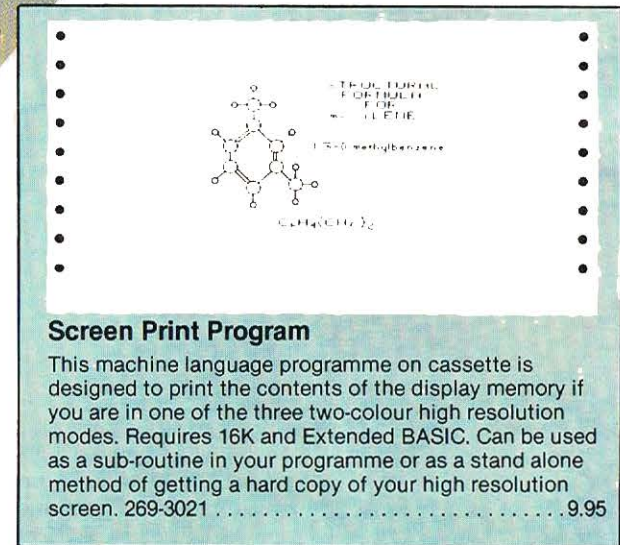 FOR
methylbenzene
Screen Print Program
This machine language programme on cassette is
designed to print the contents of the display memory if
you are in one of the three two-colour high resolution
modes. Requires 16K and Extended BASIC. Can be used
as a sub-routine in your programme or as a stand alone
method of getting a hard copy of your high resolution
screen. 269-3021 . . . . . . . . . . . . . . . . . . . . . . . . . . . . 9.95